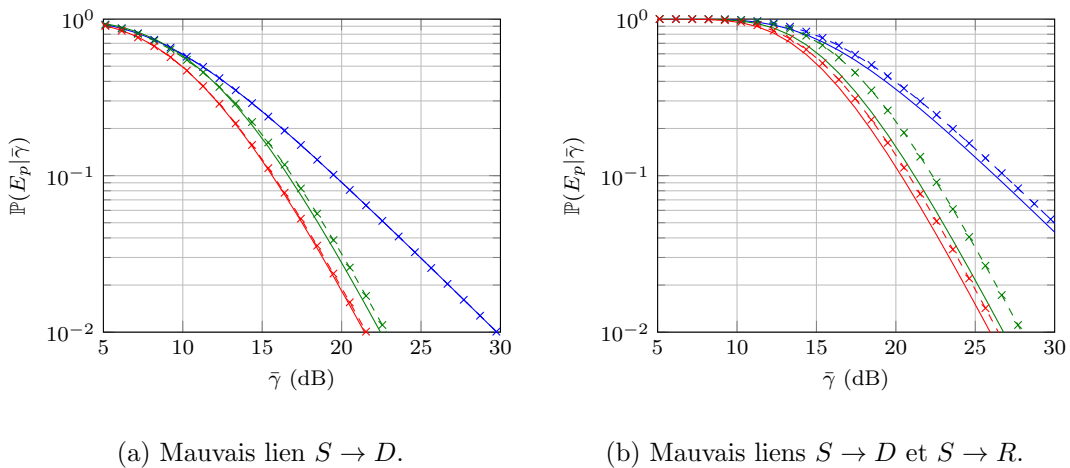 10^0
10^{-1}
10^{-2}
ℙ(E_p|γ̄)
5 10 15 20 25 30
γ̄ (dB)
(a) Mauvais lien S → D.
10^0
10^{-1}
10^{-2}
ℙ(E_p|γ̄)
5 10 15 20 25 30
γ̄ (dB)
(b) Mauvais liens S → D et S → R.